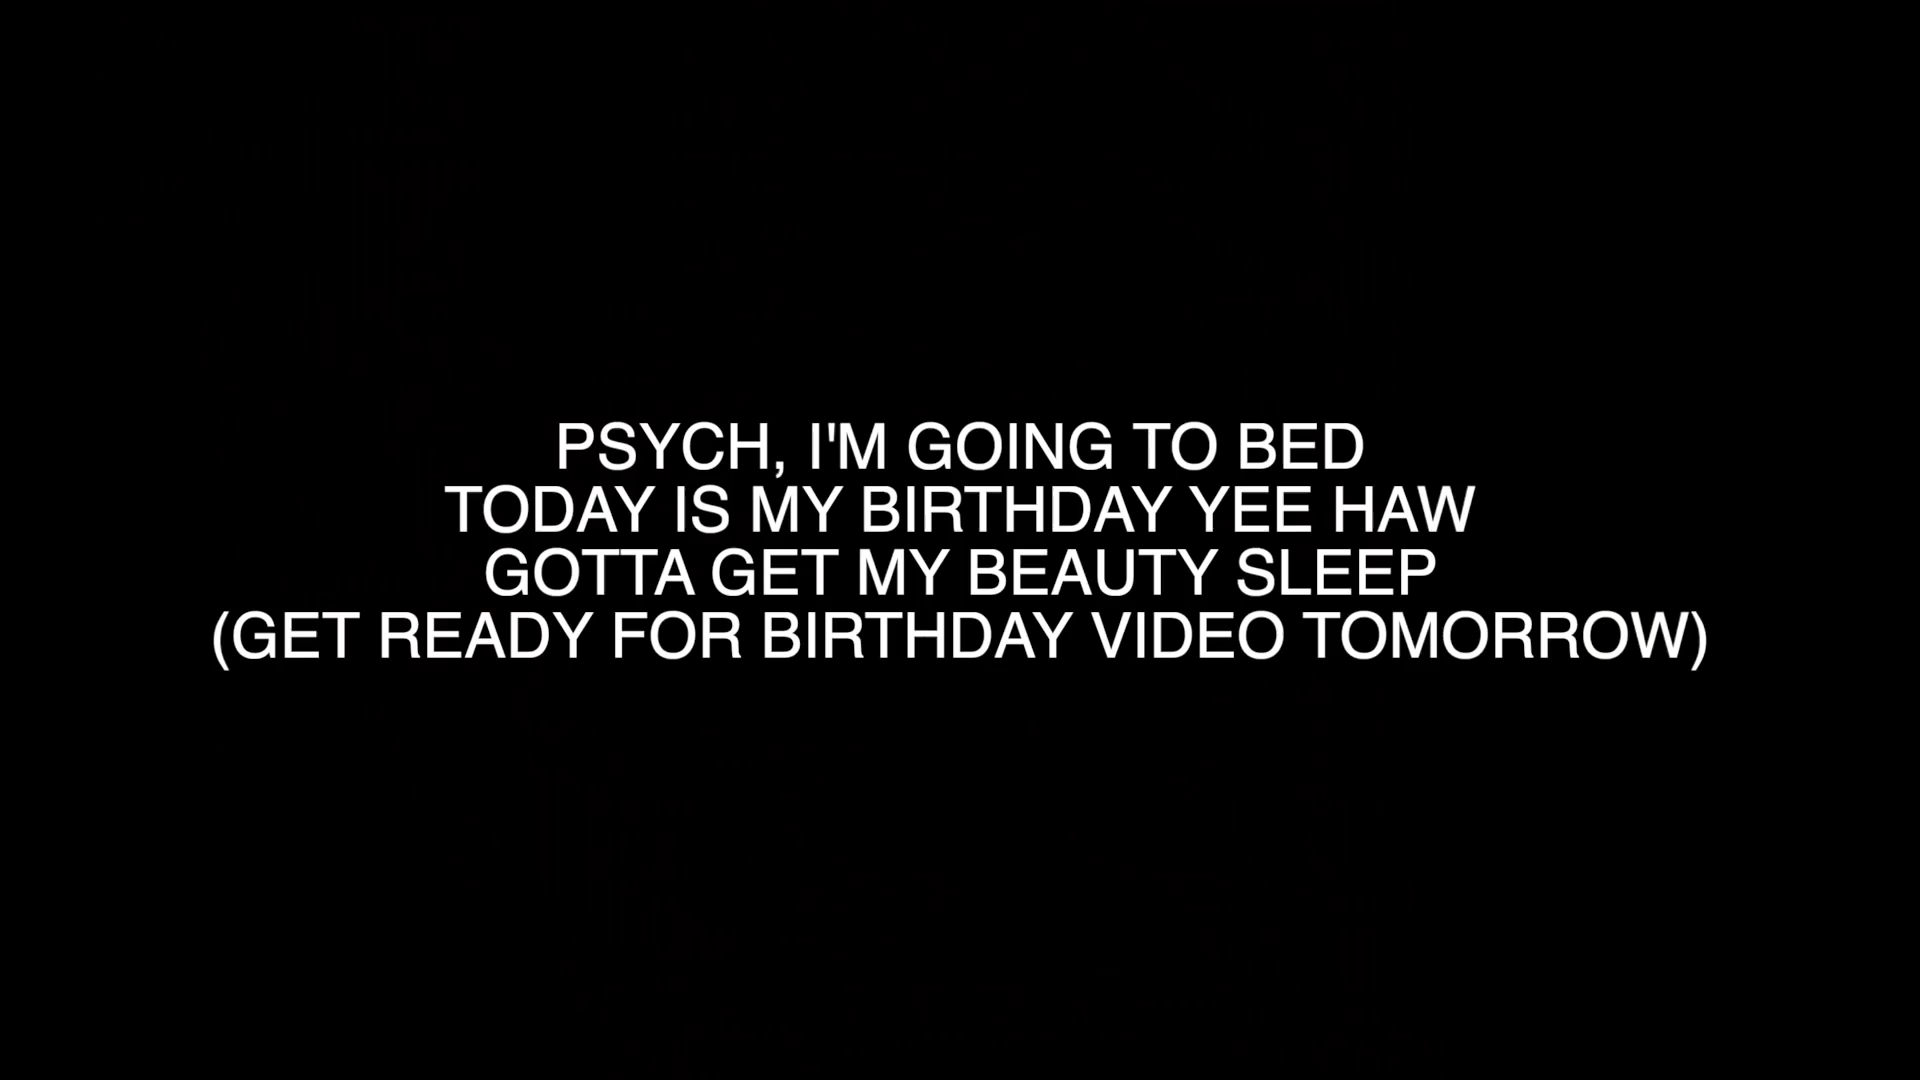 PSYCH, I'M GOING TO BED
TODAY IS MY BIRTHDAY YEE HAW
GOTTA GET MY BEAUTY SLEEP
(GET READY FOR BIRTHDAY VIDEO TOMORROW)